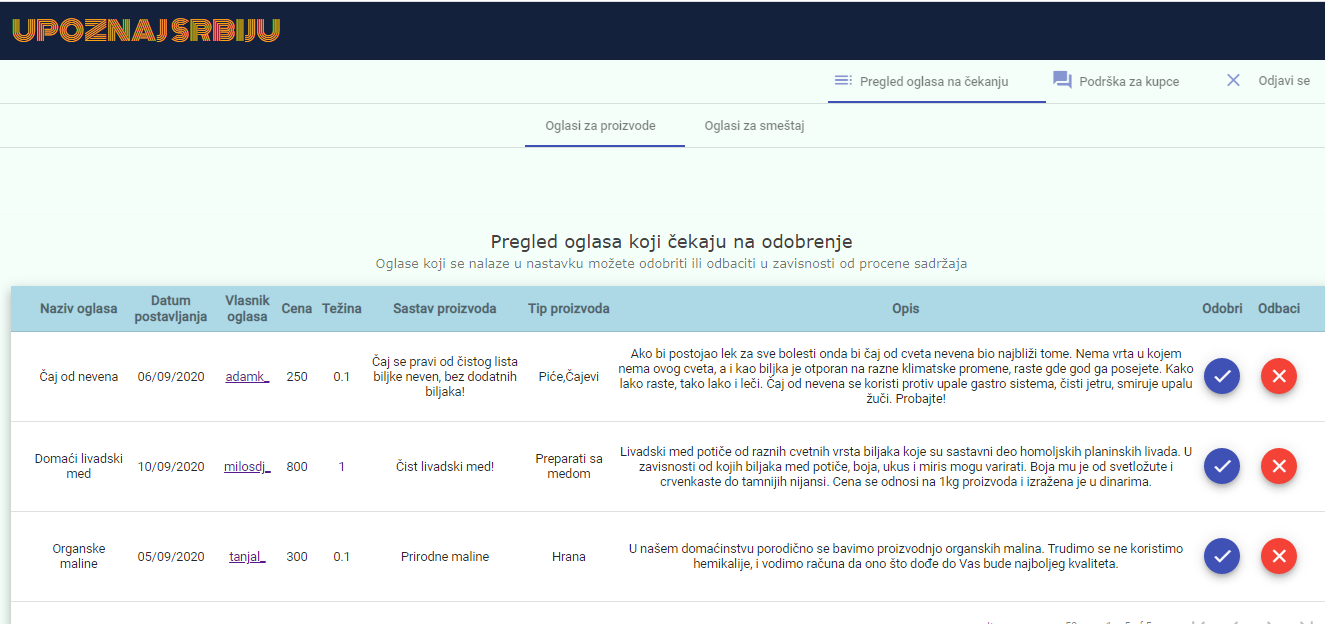 UPOZNAJ SRBIJU
Pregled oglasa na čekanju Podrška za kupce Odjavi se
Oglasi za proizvode Oglasi za smeštaj
Pregled oglasa koji čekaju na odobrenje
Oglase koji se nalaze u nastavku možete odobriti ili odbaciti u zavisnosti od procene sadržaja
Naziv oglasa
Datum
postavljanja
Vlasnik
oglasa
Cena
Težina
Sastav proizvoda
Tip proizvoda
Opis
Odobri
Odbaci
Čaj od nevena
06/09/2020
adamk_
250
0.1
Čaj se pravi od čistog lista
biljke neven, bez dodatnih
biljaka!
Piće,Čajevi
Ako bi postojao lek za sve bolesti onda bi čaj od cveta nevena bio najbliži tome. Nema vrta u kojem
nema ovog cveta, a i kao biljka je otporan na razne klimatske promene, raste gde god ga posejete. Kako
lako raste, tako lako i leči. Čaj od nevena se koristi protiv upale gastro sistema, čisti jetru, smiruje upalu
žuči. Probajte!
Domaći livadski
med
10/09/2020
milosdj_
800
1
Čist livadski med!
Preparati sa
medom
Livadski med potiče od raznih cvetnih vrsta biljaka koje su sastavni deo homoljskih planinskih livada. U
zavisnosti od kojih biljaka med potiče, boja, ukus i miris mogu varirati. Boja mu je od svetložute i
crvenkaste do tamnijih nijansi. Cena se odnosi na 1kg proizvoda i izražena je u dinarima.
Organske
maline
05/09/2020
tanjal_
300
0.1
Prirodne maline
Hrana
U našem domaćinstvu porodično se bavimo proizvodnjo organskih malina. Trudimo se ne koristimo
hemikalije, i vodimo računa da ono što dođe do Vas bude najboljeg kvaliteta.